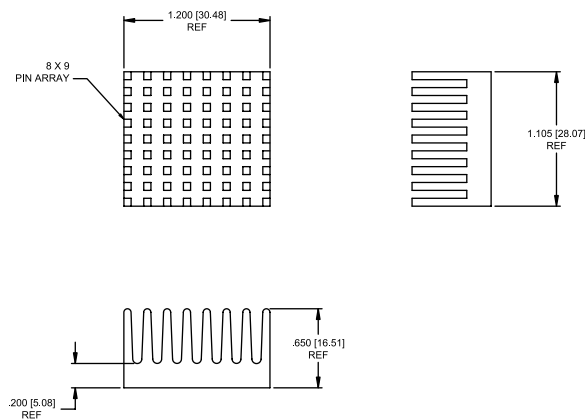 1.200 [30.48]
REF
8 X 9
PIN ARRAY
1.105 [28.07]
REF
.650 [16.51]
REF
.200 [5.08]
REF